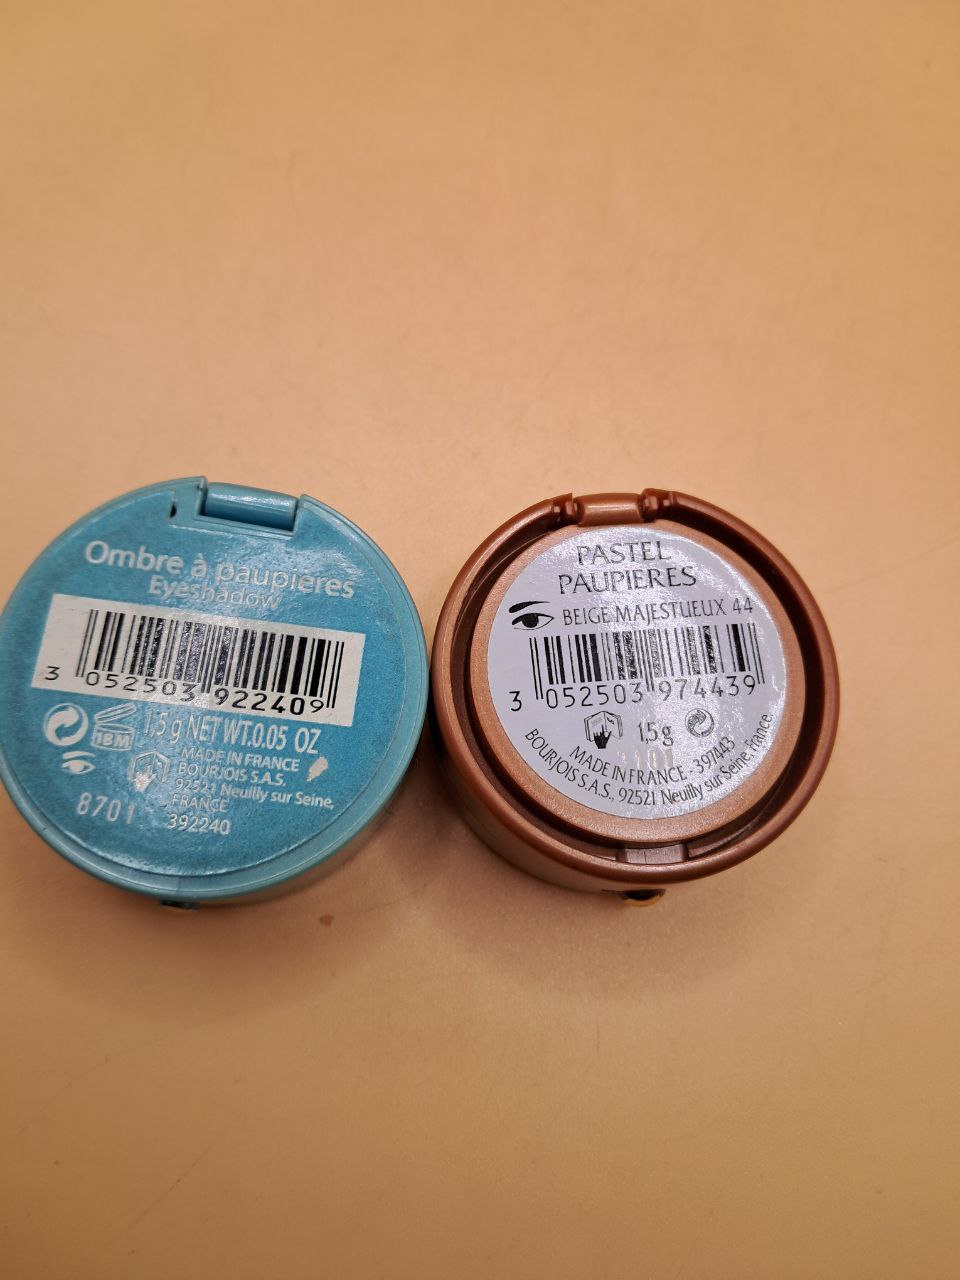 Ombre à paupières
Eyeshadow
3 052503 922409
18M
1,5 g NET WT.0.05 OZ
MADE IN FRANCE
BOURJOIS S.A.S.
92521 Neuilly sur Seine,
FRANCE
8701
392240
PASTEL
PAUPIERES
BEIGE MAJESTUEUX 44
3 052503 974439
1,5 g
MADE IN FRANCE - 397443
BOURJOIS S.A.S., 92521 Neuilly sur Seine, France